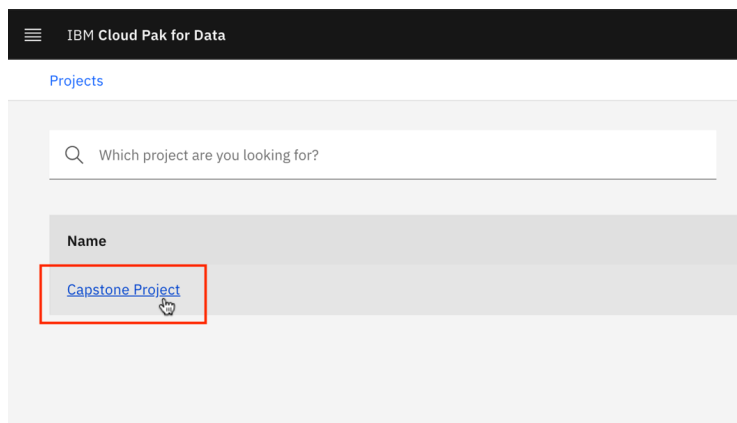 IBM Cloud Pak for Data
Projects
Which project are you looking for?
Name
Capstone Project